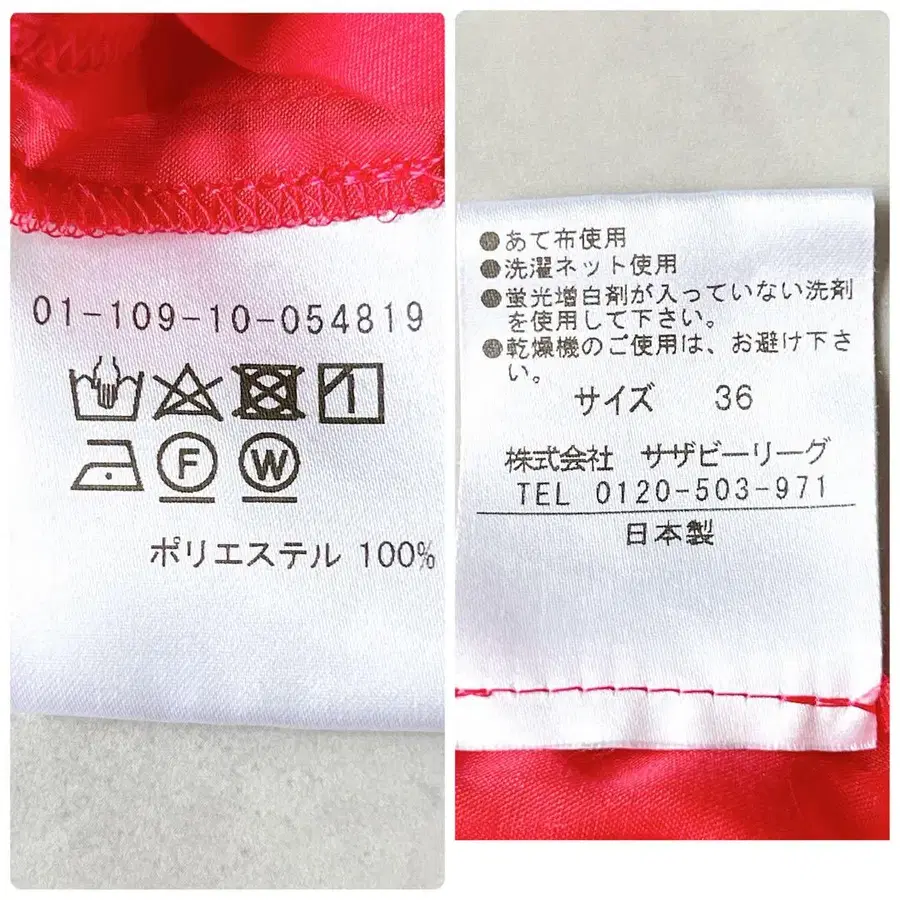 01-109-10-054819
F W
ポリエステル 100%
●あて布使用
●洗濯ネット使用
●蛍光増白剤が入っていない洗剤
を使用して下さい。
●乾燥機のご使用は、お避け下さ
い。
サイズ 36
株式会社 サザビーリーグ
TEL 0120-503-971
日本製